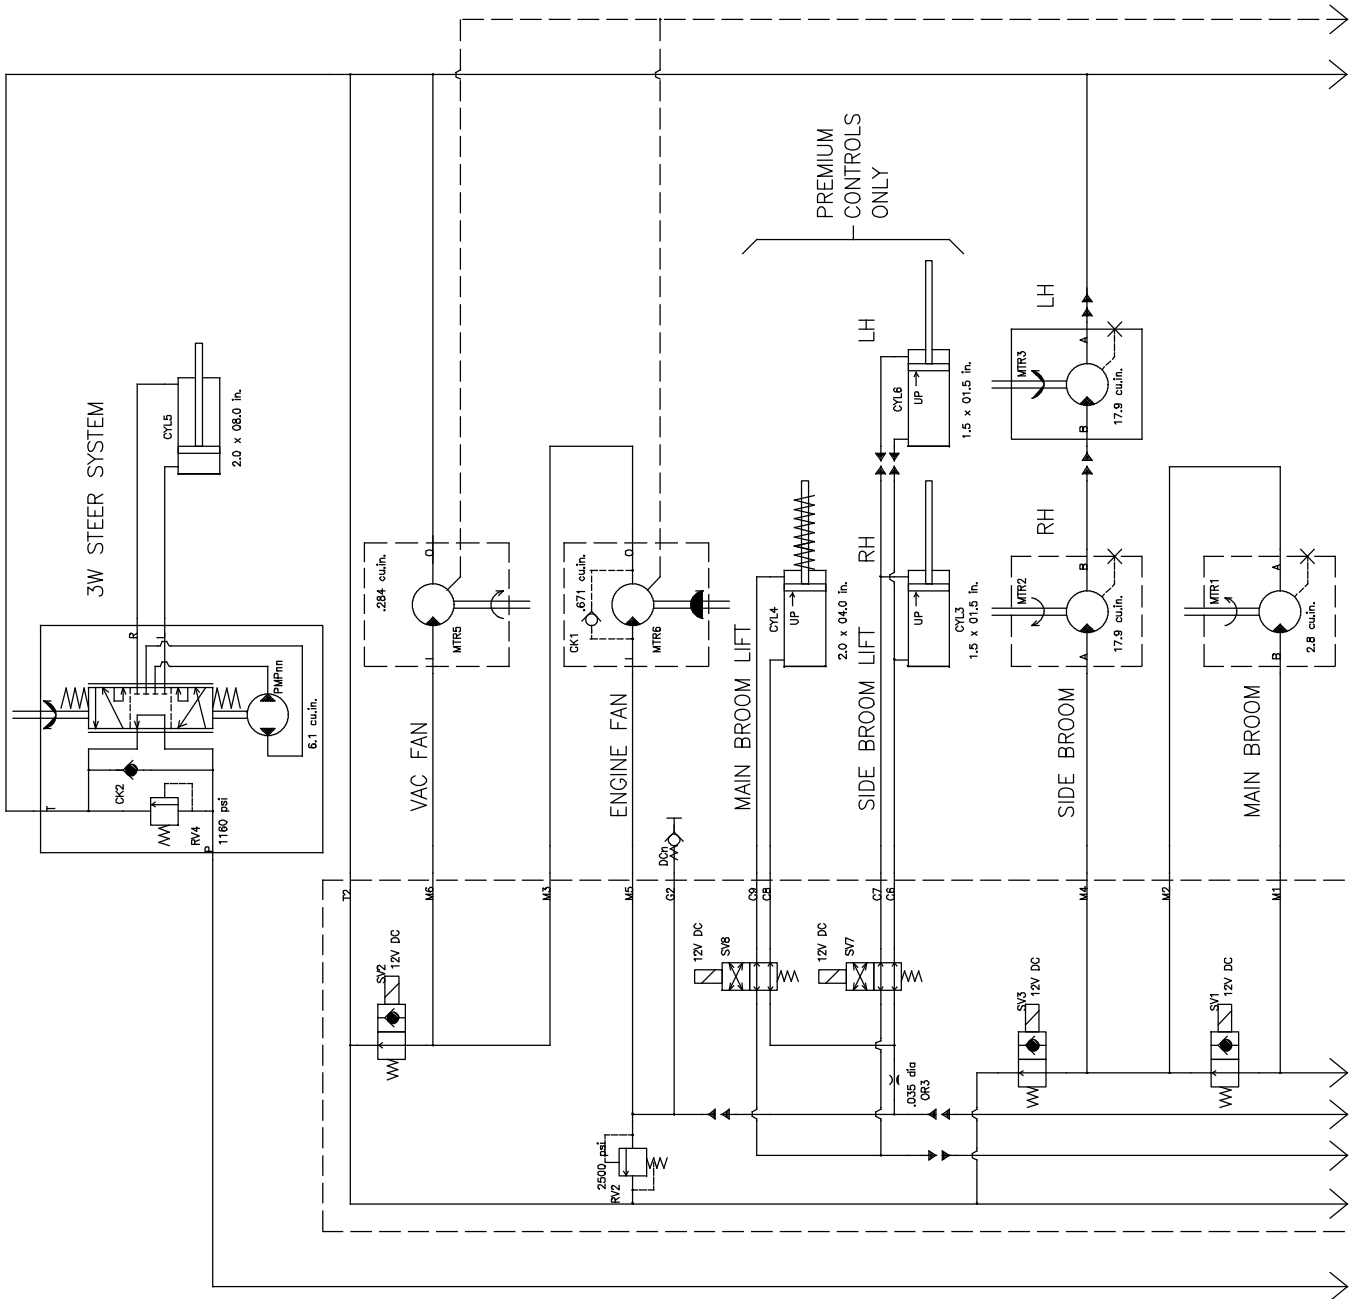 3W STEER SYSTEM
CYL5
2.0 x 08.0 in.
R
L
PMPnn
6.1 cu.in.
CK2
RV4
1160 psi
T
P
VAC FAN
.284 cu.in.
MTR5
O
I
ENGINE FAN
.671 cu.in.
CK1
MTR6
O
I
PREMIUM
CONTROLS
ONLY
MAIN BROOM LIFT
CYL4
UP
2.0 x 04.0 in.
SIDE BROOM LIFT
RH
LH
CYL6
UP
1.5 x 01.5 in.
UP
CYL3
1.5 x 01.5 in.
SIDE BROOM
RH
LH
MTR3
17.9 cu.in.
A
B
MTR2
17.9 cu.in.
B
A
MAIN BROOM
MTR1
2.8 cu.in.
A
B
DCn
T2
M6
M3
M5
G2
C9
C8
C7
C6
M4
M2
M1
SV2
12V DC
12V DC
SV8
12V DC
SV7
SV3
12V DC
SV1
12V DC
.035 dia
OR3
2500 psi
RV2